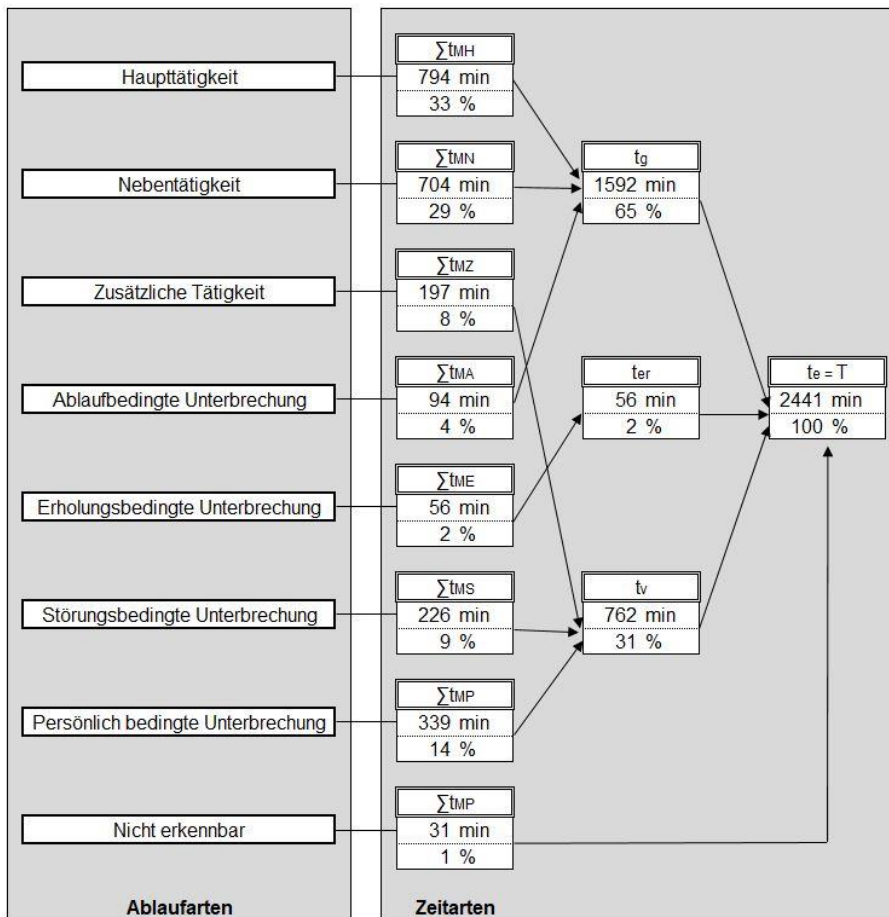 ∑tMH
Haupttätigkeit
794 min
33 %
∑tMN
tg
Nebentätigkeit
704 min
1592 min
29 %
65 %
∑tMZ
Zusätzliche Tätigkeit
197 min
8 %
∑tMA
ter
te = T
Ablaufbedingte Unterbrechung
94 min
56 min
2441 min
4 %
2 %
100 %
∑tME
Erholungsbedingte Unterbrechung
56 min
2 %
∑tMS
tv
Störungsbedingte Unterbrechung
226 min
762 min
9 %
31 %
∑tMP
Persönlich bedingte Unterbrechung
339 min
14 %
∑tMP
Nicht erkennbar
31 min
1 %
Ablaufarten
Zeitarten